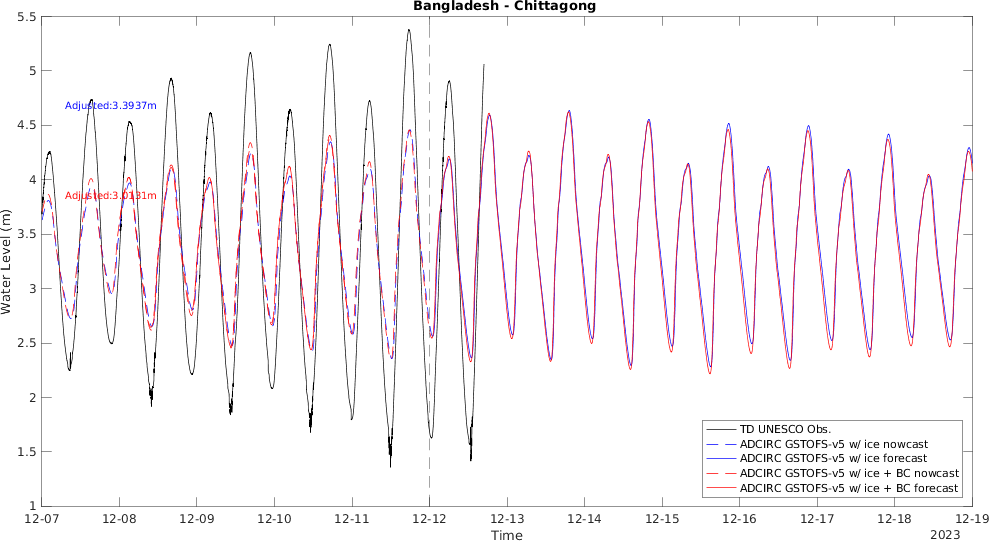 Bangladesh - Chittagong
5.5
5
4.5
4
3.5
3
2.5
2
1.5
1
Water Level (m)
Adjusted:3.3937m
Adjusted:3.0131m
TD UNESCO Obs.
ADCIRC GSTOFS-v5 w/ ice nowcast
ADCIRC GSTOFS-v5 w/ ice forecast
ADCIRC GSTOFS-v5 w/ ice + BC nowcast
ADCIRC GSTOFS-v5 w/ ice + BC forecast
12-07 12-08 12-09 12-10 12-11 12-12 12-13 12-14 12-15 12-16 12-17 12-18 12-19
Time
2023